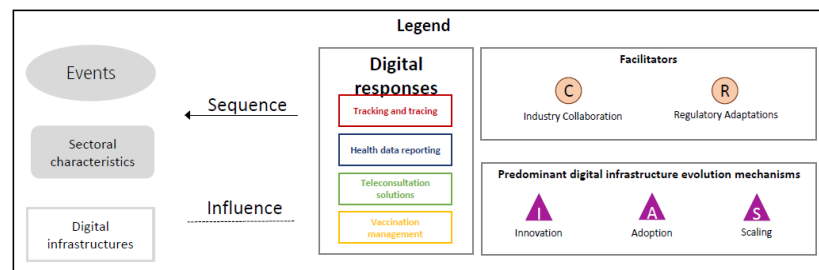 Legend
Events
Sectoral
characteristics
Digital
infrastructures
Sequence
Influence
Digital
responses
Tracking and tracing
Health data reporting
Teleconsultation
solutions
Vaccination
management
Facilitators
C
R
Industry Collaboration
Regulatory Adaptations
Predominant digital infrastructure evolution mechanisms
I
A
S
Innovation
Adoption
Scaling